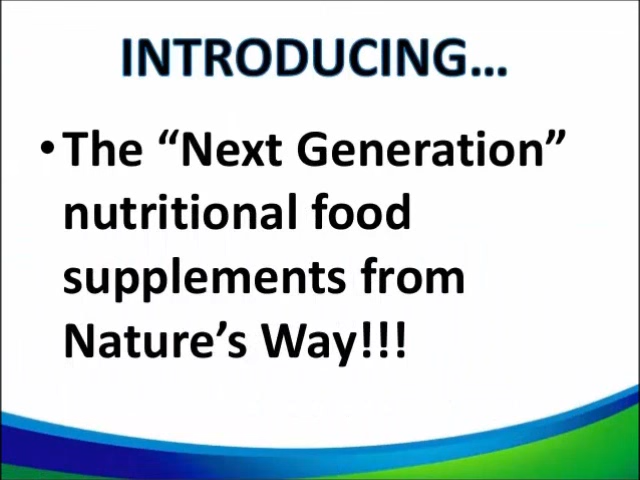 INTRODUCING...
•The “Next Generation”
nutritional food
supplements from
Nature’s Way!!!